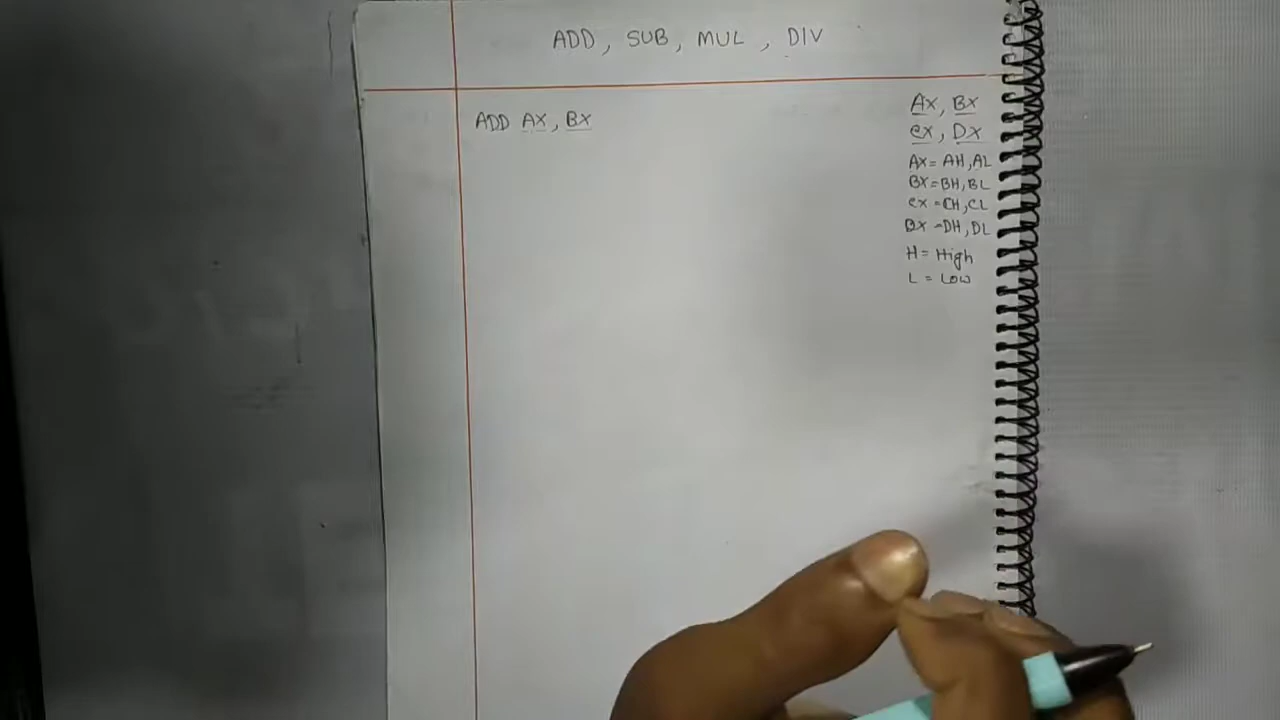 ADD, SUB, MUL, DIV
ADD AX, BX
AX, BX
CX, DX
AX= AH, AL
BX=BH, BL
CX =CH, CL
BX =DH, DL
H= High
L = Low